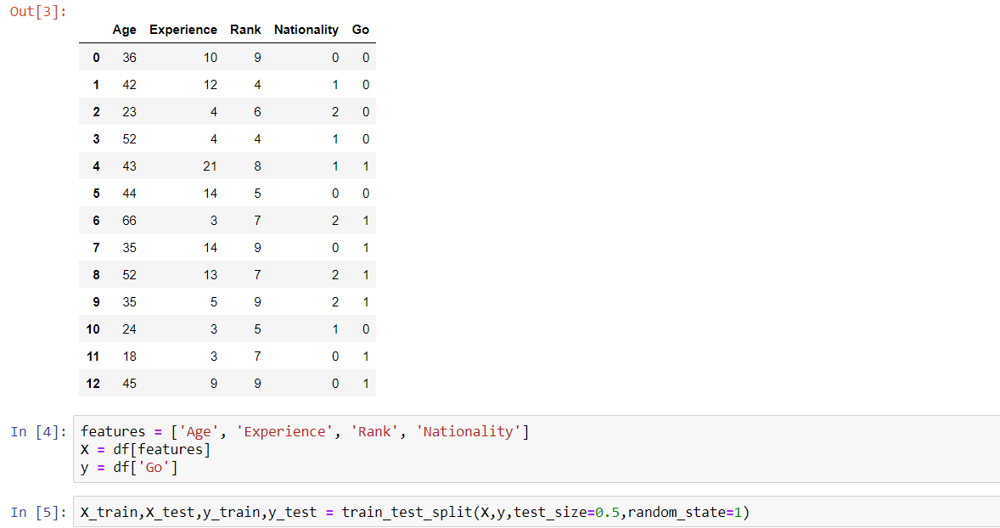 Out[3]:
Age Experience Rank Nationality Go
0 36 10 9 0 0
1 42 12 4 1 0
2 23 4 6 2 0
3 52 4 4 1 0
4 43 21 8 1 1
5 44 14 5 0 0
6 66 3 7 2 1
7 35 14 9 0 1
8 52 13 7 2 1
9 35 5 9 2 1
10 24 3 5 1 0
11 18 3 7 0 1
12 45 9 9 0 1
In [4]: features = ['Age', 'Experience', 'Rank', 'Nationality']
X = df[features]
y = df['Go']
In [5]: X_train,X_test,y_train,y_test = train_test_split(X,y,test_size=0.5,random_state=1)